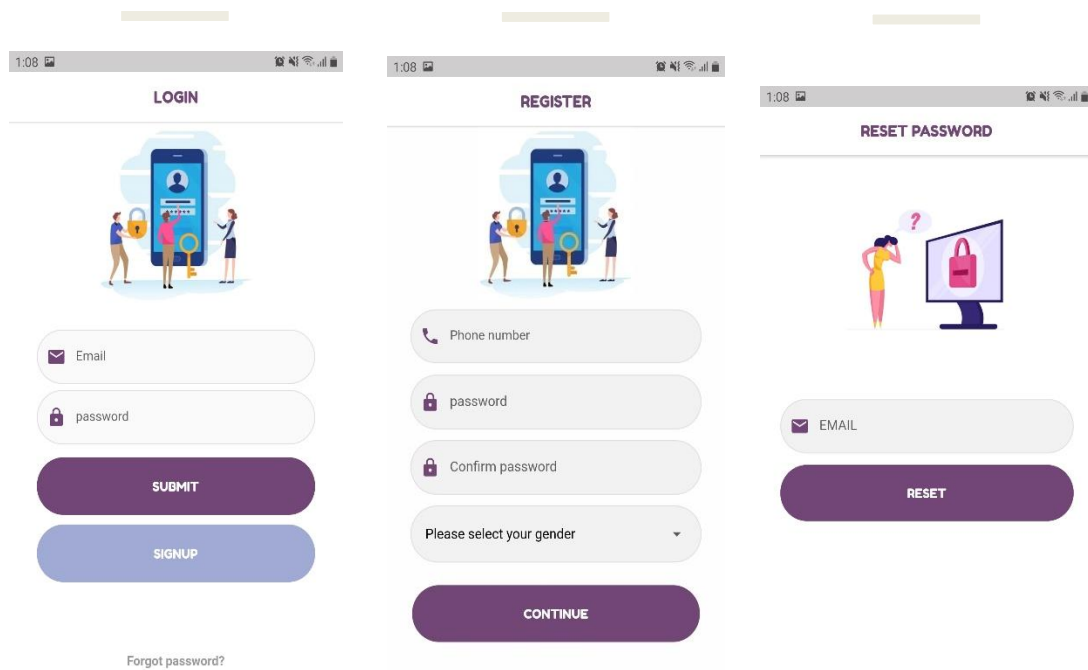 1:08
LOGIN
Email
password
SUBMIT
SIGNUP
Forgot password?
1:08
REGISTER
Phone number
password
Confirm password
Please select your gender
CONTINUE
1:08
RESET PASSWORD
?
EMAIL
RESET